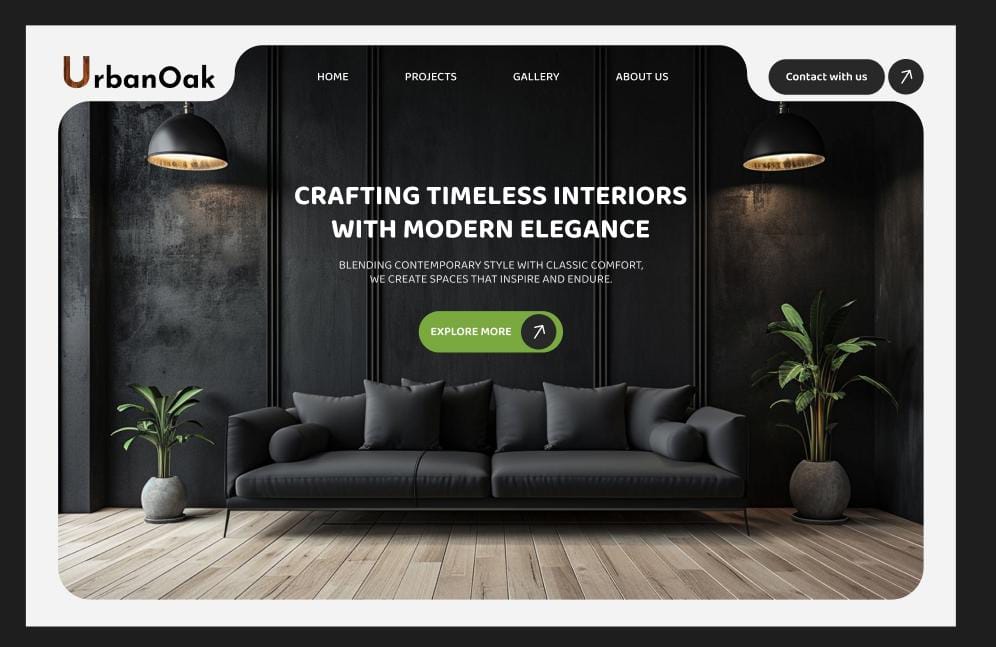 UrbanOak
HOME PROJECTS GALLERY ABOUT US
Contact with us
CRAFTING TIMELESS INTERIORS
WITH MODERN ELEGANCE
BLENDING CONTEMPORARY STYLE WITH CLASSIC COMFORT,
WE CREATE SPACES THAT INSPIRE AND ENDURE.
EXPLORE MORE